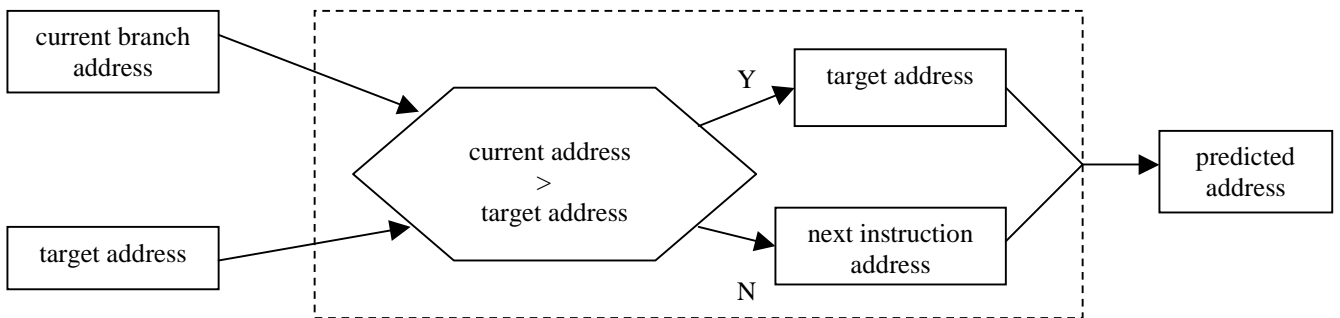 current branch
address
target address
current address
>
target address
Y
N
target address
next instruction
address
predicted
address